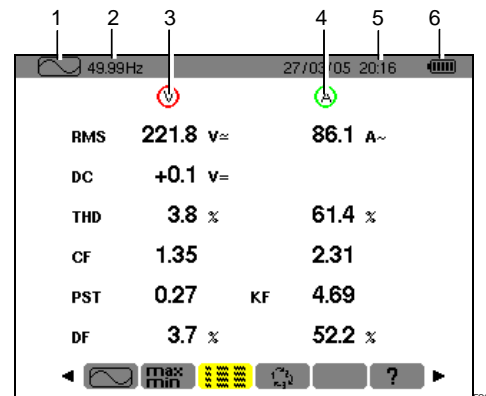 1 2 3 4 5 6
49.99Hz 27/03/05 20:16
V A
RMS 221.8 V≃ 86.1 A~
DC +0.1 V=
THD 3.8 % 61.4 %
CF 1.35 2.31
PST 0.27 KF 4.69
DF 3.7 % 52.2 %
max min ?